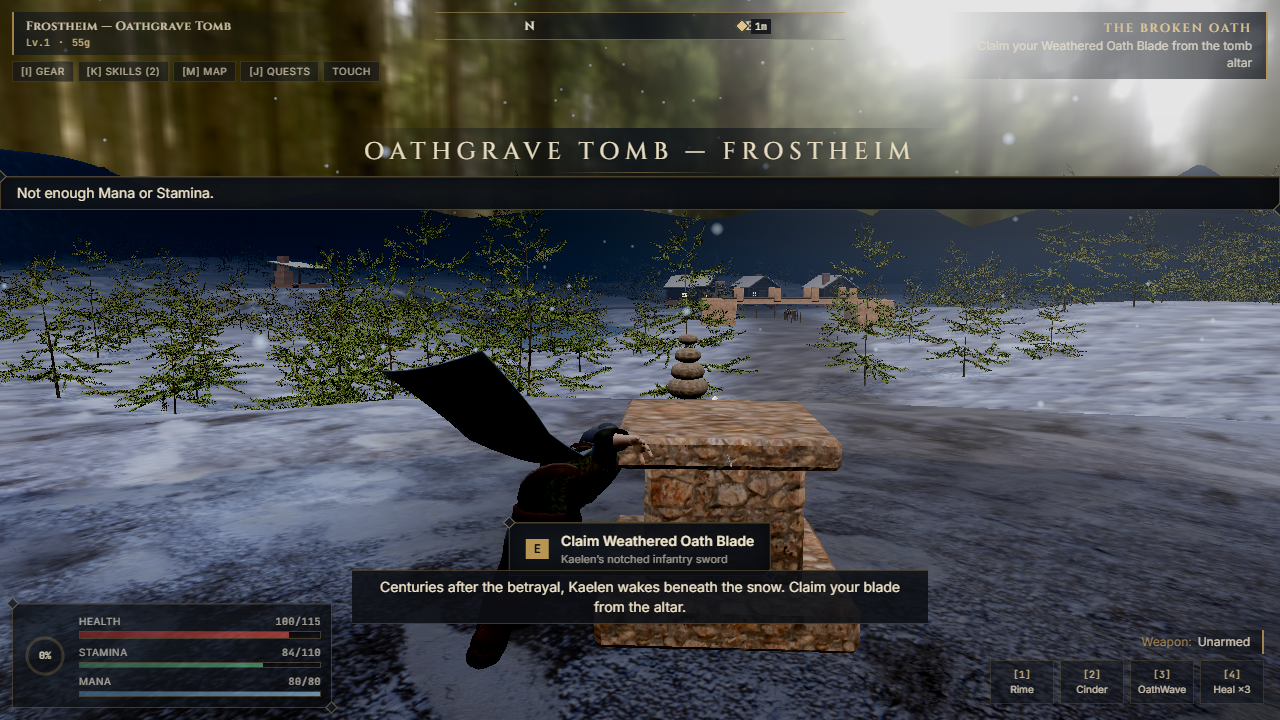 FROSTHEIM — OATHGRAVE TOMB
Lv.1 · 55g
[I] GEAR
[K] SKILLS (2)
[M] MAP
[J] QUESTS
TOUCH
N
1m
THE BROKEN OATH
Claim your Weathered Oath Blade from the tomb
altar
OATHGRAVE TOMB — FROSTHEIM
Not enough Mana or Stamina.
E
Claim Weathered Oath Blade
Kaelen's notched infantry sword
Centuries after the betrayal, Kaelen wakes beneath the snow. Claim your blade
from the altar.
0%
HEALTH 100/115
STAMINA 84/110
MANA 80/80
Weapon: Unarmed
[1]
Rime
[2]
Cinder
[3]
OathWave
[4]
Heal ×3